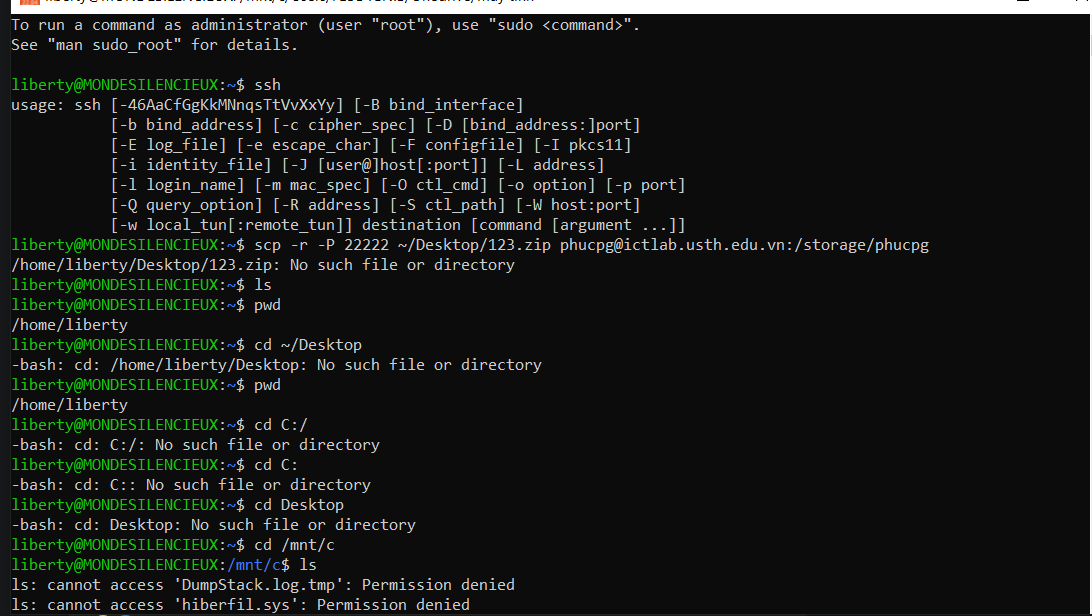 To run a command as administrator (user "root"), use "sudo <command>".
See "man sudo_root" for details.
liberty@MONDESILENCIEUX:~$ ssh
usage: ssh [-46AaCfGgKkMNnqsTtVvXxYy] [-B bind_interface]
[-b bind_address] [-c cipher_spec] [-D [bind_address:]port]
[-E log_file] [-e escape_char] [-F configfile] [-I pkcs11]
[-i identity_file] [-J [user@]host[:port]] [-L address]
[-l login_name] [-m mac_spec] [-O ctl_cmd] [-o option] [-p port]
[-Q query_option] [-R address] [-S ctl_path] [-W host:port]
[-w local_tun[:remote_tun]] destination [command [argument ...]]
liberty@MONDESILENCIEUX:~$ scp -r -P 22222 ~/Desktop/123.zip phucpg@ictlab.usth.edu.vn:/storage/phucpg
/home/liberty/Desktop/123.zip: No such file or directory
liberty@MONDESILENCIEUX:~$ ls
liberty@MONDESILENCIEUX:~$ pwd
/home/liberty
liberty@MONDESILENCIEUX:~$ cd ~/Desktop
-bash: cd: /home/liberty/Desktop: No such file or directory
liberty@MONDESILENCIEUX:~$ pwd
/home/liberty
liberty@MONDESILENCIEUX:~$ cd C:/
-bash: cd: C:/: No such file or directory
liberty@MONDESILENCIEUX:~$ cd C:
-bash: cd: C:: No such file or directory
liberty@MONDESILENCIEUX:~$ cd Desktop
-bash: cd: Desktop: No such file or directory
liberty@MONDESILENCIEUX:~$ cd /mnt/c
liberty@MONDESILENCIEUX:/mnt/c$ ls
ls: cannot access 'DumpStack.log.tmp': Permission denied
ls: cannot access 'hiberfil.sys': Permission denied